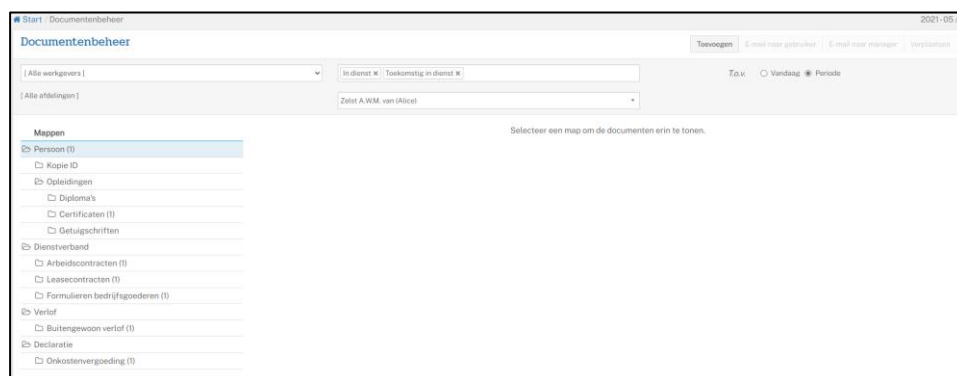 Start / Documentenbeheer
2021-05
Documentenbeheer
Toevoegen E-mail naar gebruiker E-mail naar manager Verplaatsen
[ Alle werkgevers ]
In dienst × Toekomstig in dienst ×
T.o.v. Vandaag Periode
[ Alle afdelingen ]
Zelst A.W.M. van (Alice)
Mappen
Selecteer een map om de documenten erin te tonen.
Persoon (1)
Kopie ID
Opleidingen
Diploma's
Certificaten (1)
Getuigschriften
Dienstverband
Arbeidscontracten (1)
Leasecontracten (1)
Formulieren bedrijfsgoederen (1)
Verlof
Buitengewoon verlof (1)
Declaratie
Onkostenvergoeding (1)